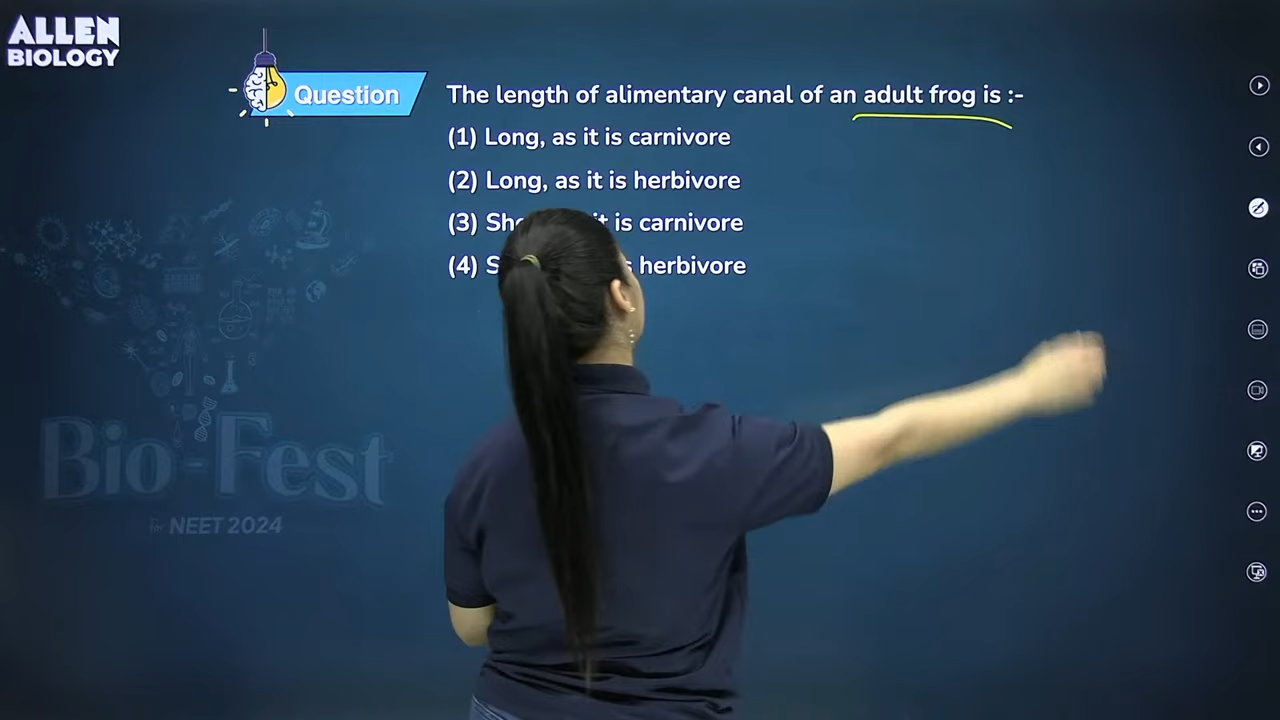 ALLEN
BIOLOGY
Question
The length of alimentary canal of an adult frog is :-
(1) Long, as it is carnivore
(2) Long, as it is herbivore
(3) it is carnivore
(4) herbivore
Bio-Fest
NEET 2024